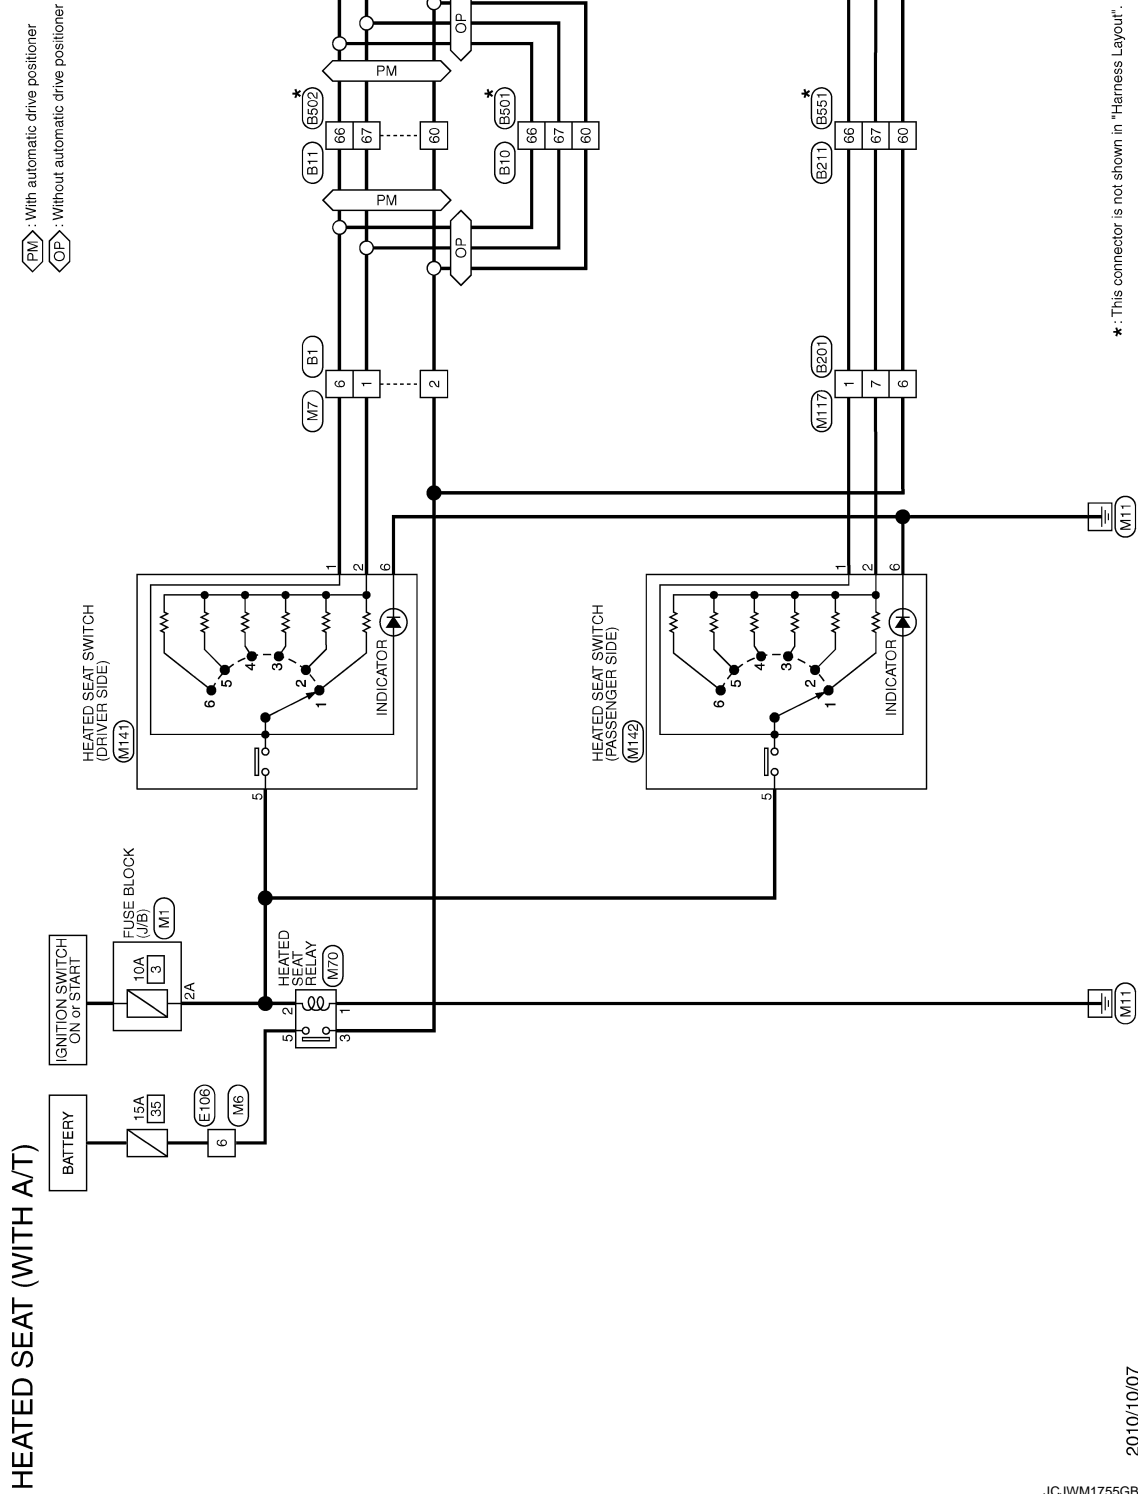 HEATED SEAT (WITH A/T)
PM : With automatic drive positioner
OP : Without automatic drive positioner
BATTERY
IGNITION SWITCH
ON or START
15A
35
10A
3
FUSE BLOCK
(J/B)
M1
2A
E106
6
M6
HEATED
SEAT
RELAY
M70
5
2
3
1
HEATED SEAT SWITCH
(DRIVER SIDE)
M141
5
6
5
4
3
2
1
INDICATOR
1
2
6
M7
B1
6
1
2
PM
OP
B11
B502
*
66
67
60
PM
OP
B10
B501
*
66
67
60
HEATED SEAT SWITCH
(PASSENGER SIDE)
M142
5
6
5
4
3
2
1
INDICATOR
1
2
6
M117
B201
1
7
6
B211
B551
*
66
67
60
M11
M11
* : This connector is not shown in "Harness Layout".
2010/10/07
JCJWM1755GB